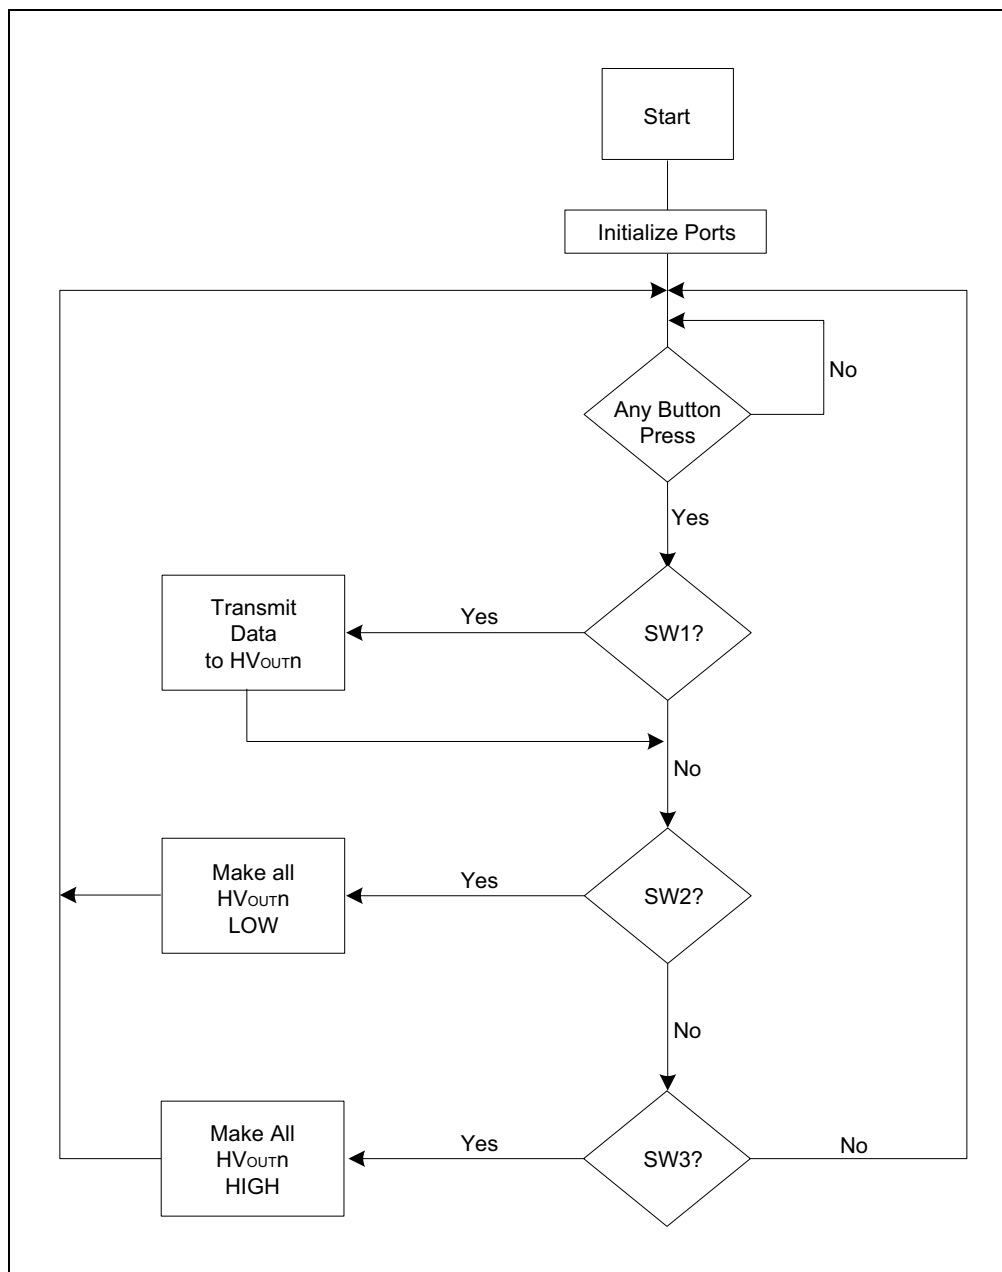 Start
Initialize Ports
No
Any Button
Press
Yes
Transmit
Data
to HVOUTn
Yes
SW1?
No
Make all
HVOUTn
LOW
Yes
SW2?
No
Make All
HVOUTn
HIGH
Yes
SW3?
No